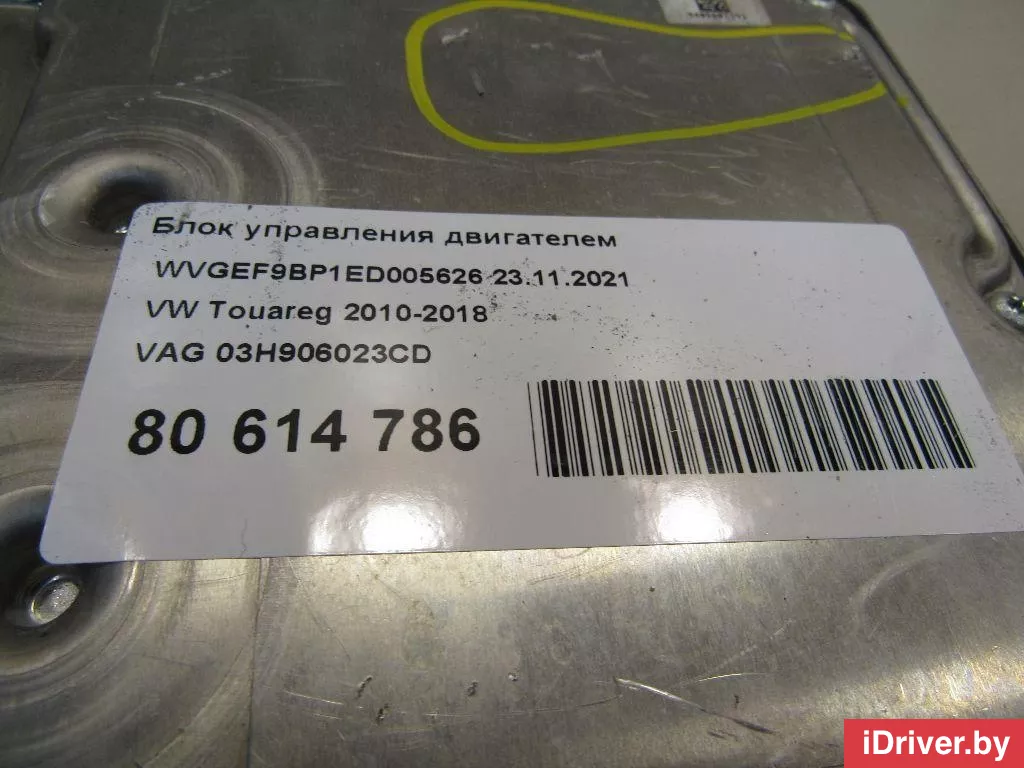 Блок управления двигателем
WVGEF9BP1ED005626 23.11.2021
VW Touareg 2010-2018
VAG 03H906023CD
80 614 786
iDriver.by